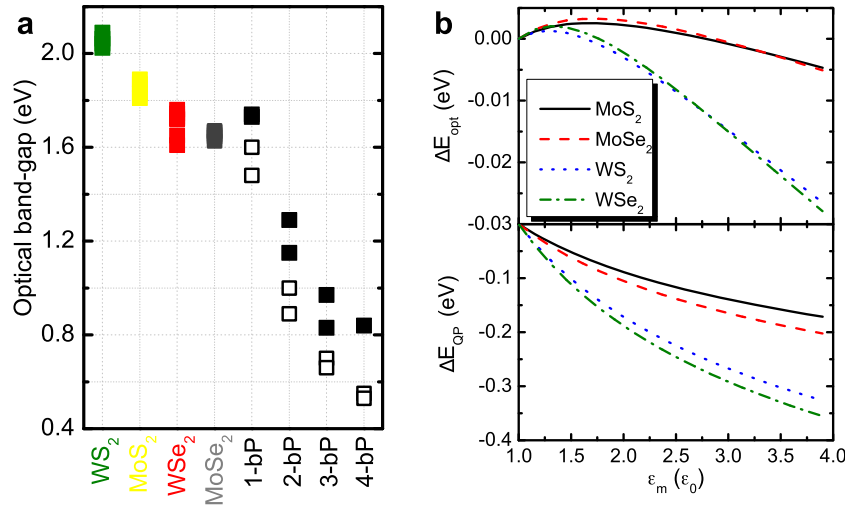 a
Optical band-gap (eV)
2.0
1.6
1.2
0.8
0.4
WS2
MoS2
WSe2
MoSe2
1-bP
2-bP
3-bP
4-bP
b
ΔEopt (eV)
0.00
-0.01
-0.02
-0.03
MoS2
MoSe2
WS2
WSe2
ΔEQP (eV)
-0.1
-0.2
-0.3
-0.4
1.0 1.5 2.0 2.5 3.0 3.5 4.0
εm (ε0)